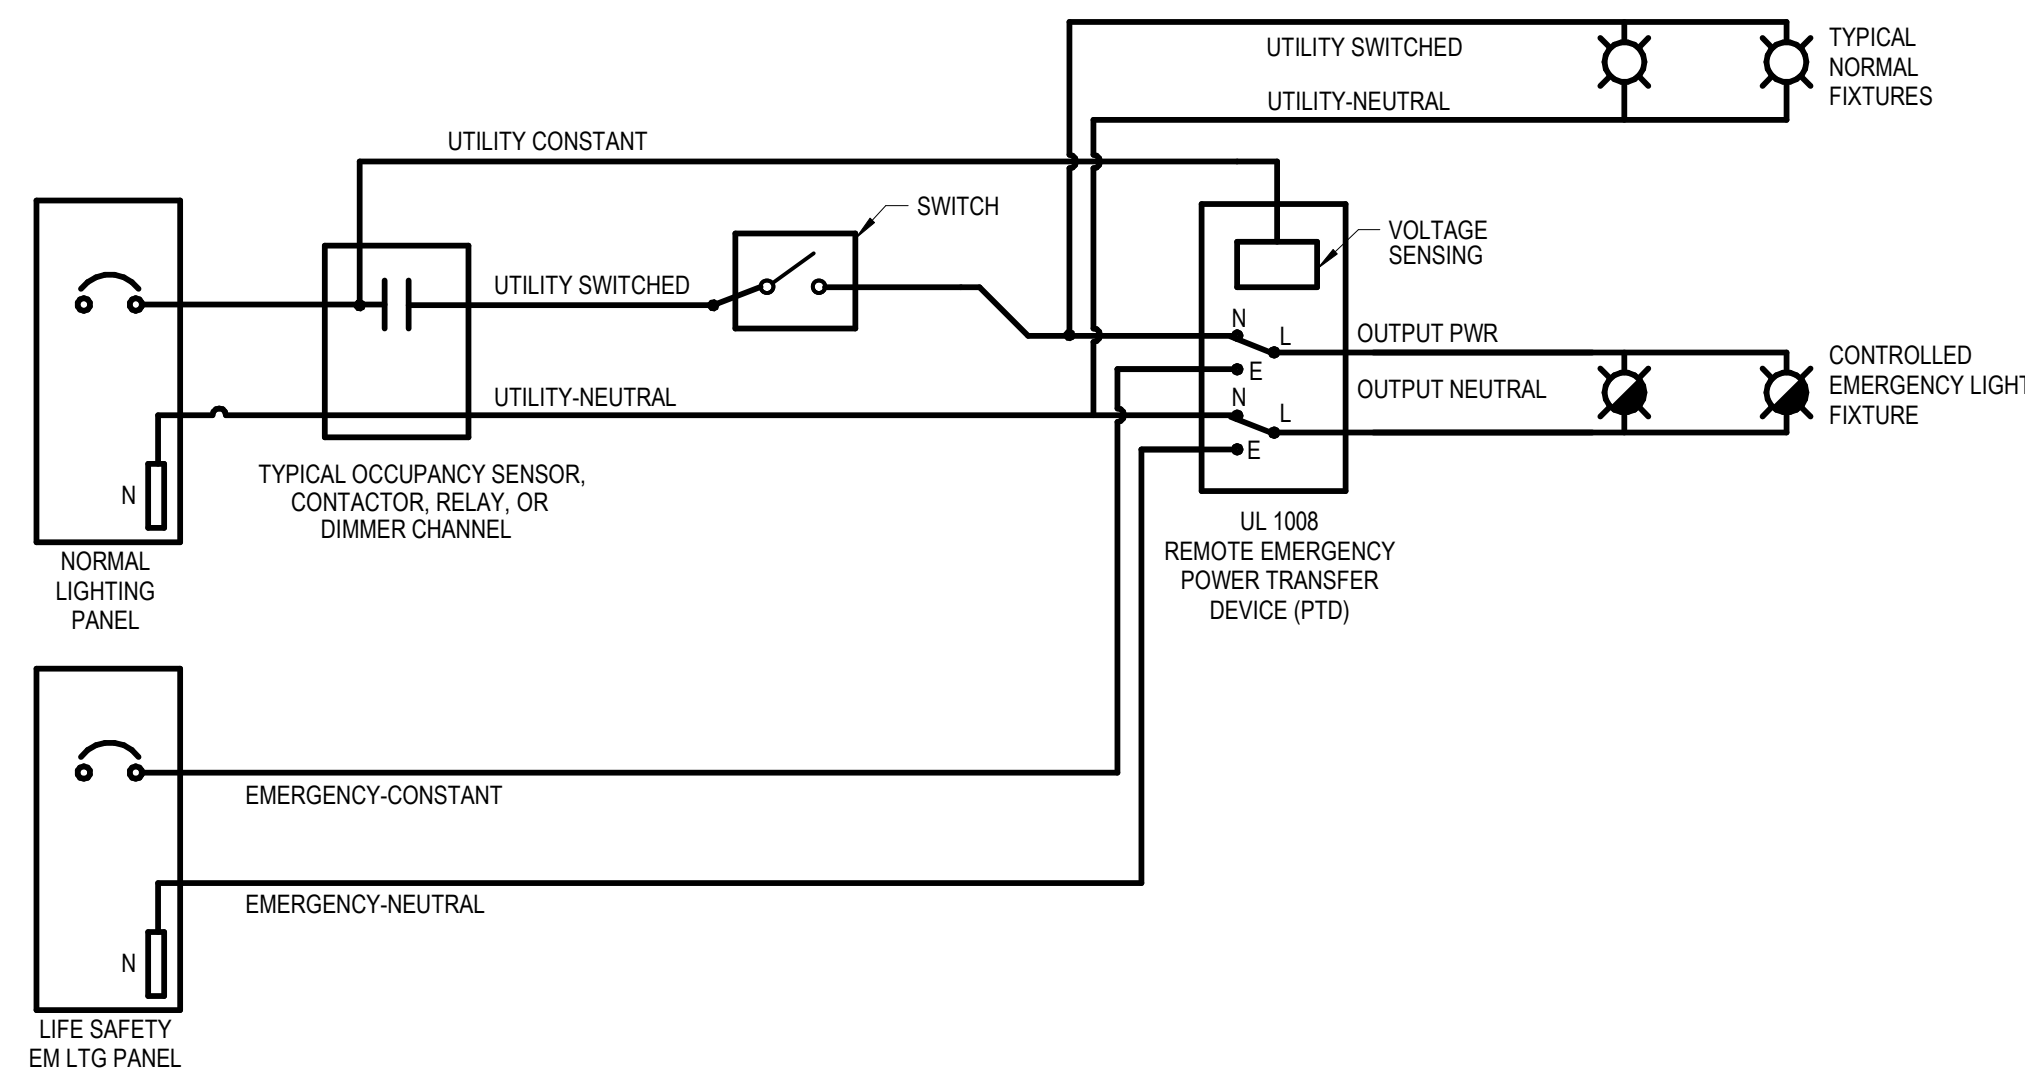 UTILITY SWITCHED
TYPICAL
NORMAL
FIXTURES
UTILITY-NEUTRAL
UTILITY CONSTANT
SWITCH
VOLTAGE
SENSING
UTILITY SWITCHED
N
L
OUTPUT PWR
E
CONTROLLED
EMERGENCY LIGHT
FIXTURE
UTILITY-NEUTRAL
N
L
OUTPUT NEUTRAL
E
N
TYPICAL OCCUPANCY SENSOR,
CONTACTOR, RELAY, OR
DIMMER CHANNEL
UL 1008
REMOTE EMERGENCY
POWER TRANSFER
DEVICE (PTD)
NORMAL
LIGHTING
PANEL
EMERGENCY-CONSTANT
EMERGENCY-NEUTRAL
N
LIFE SAFETY
EM LTG PANEL